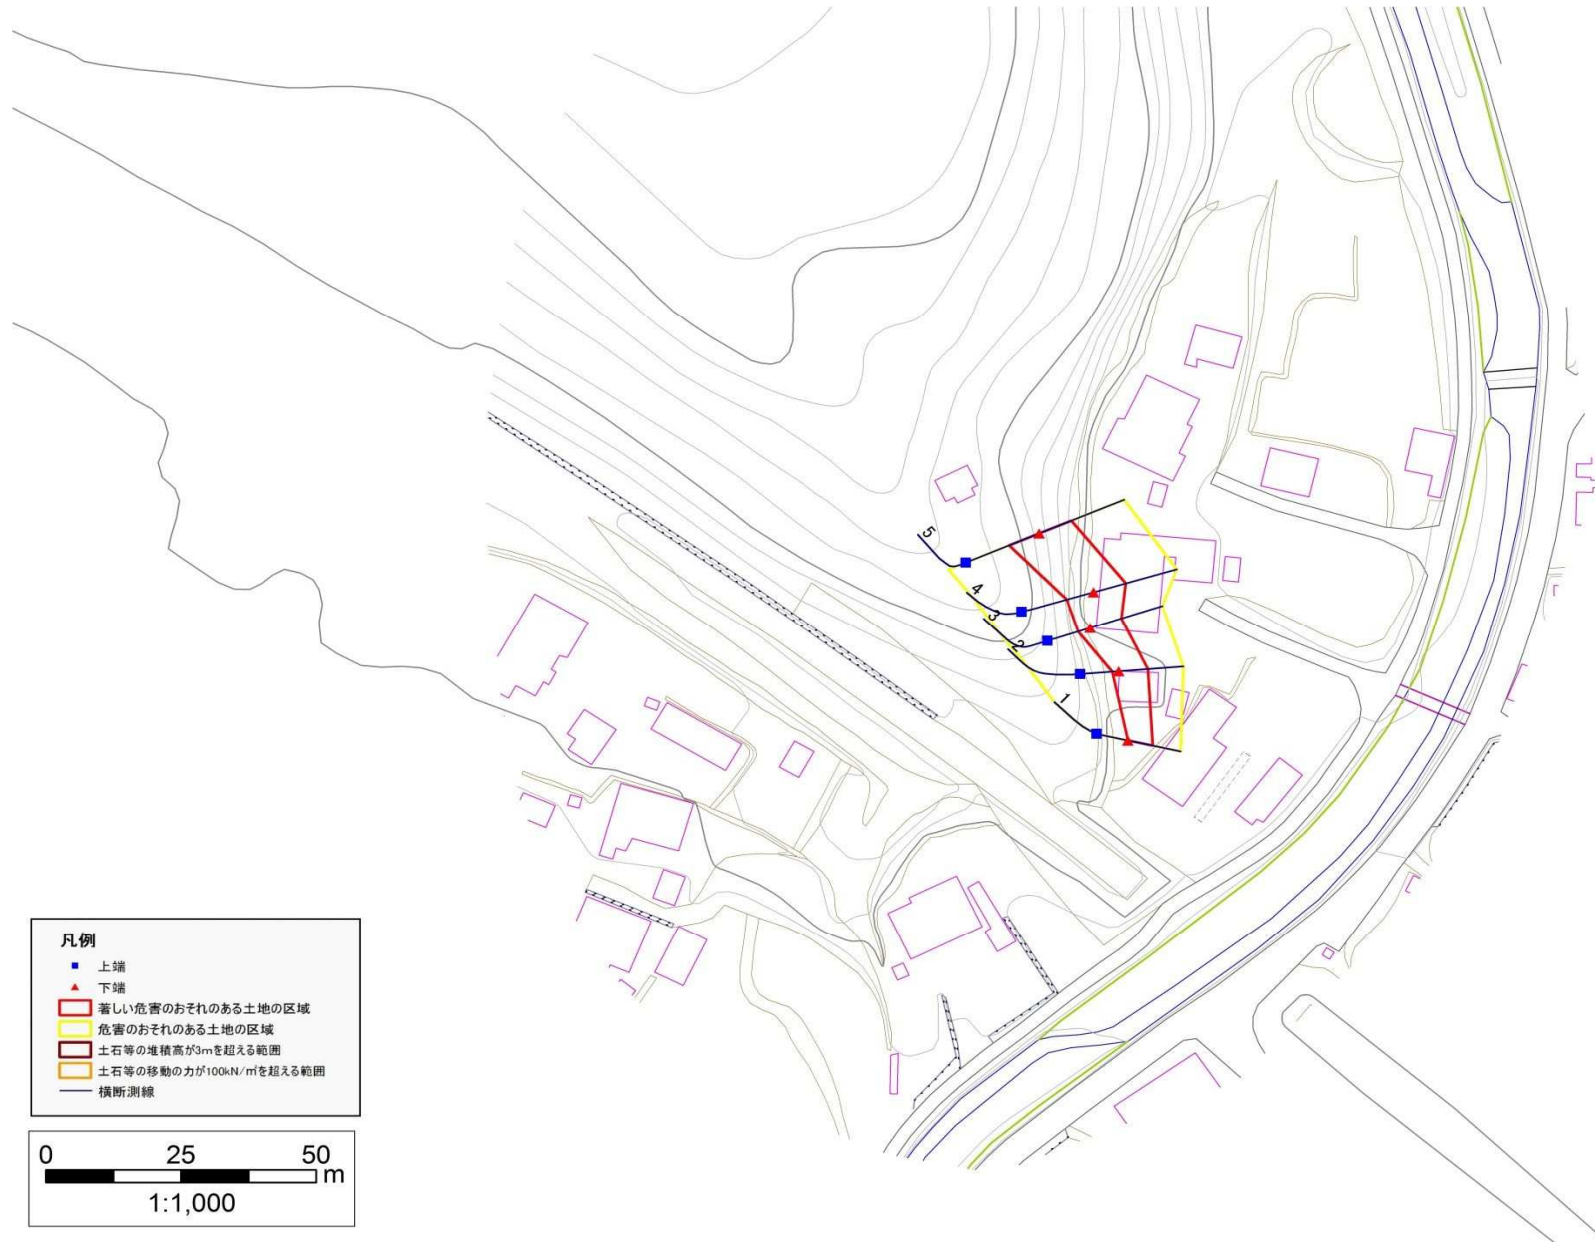 5
4
3
2
1
凡例
上端
下端
著しい危害のおそれのある土地の区域
危害のおそれのある土地の区域
土石等の堆積高が3mを超える範囲
土石等の移動の力が100kN/㎡を超える範囲
横断測線
0 25 50
m
1:1,000